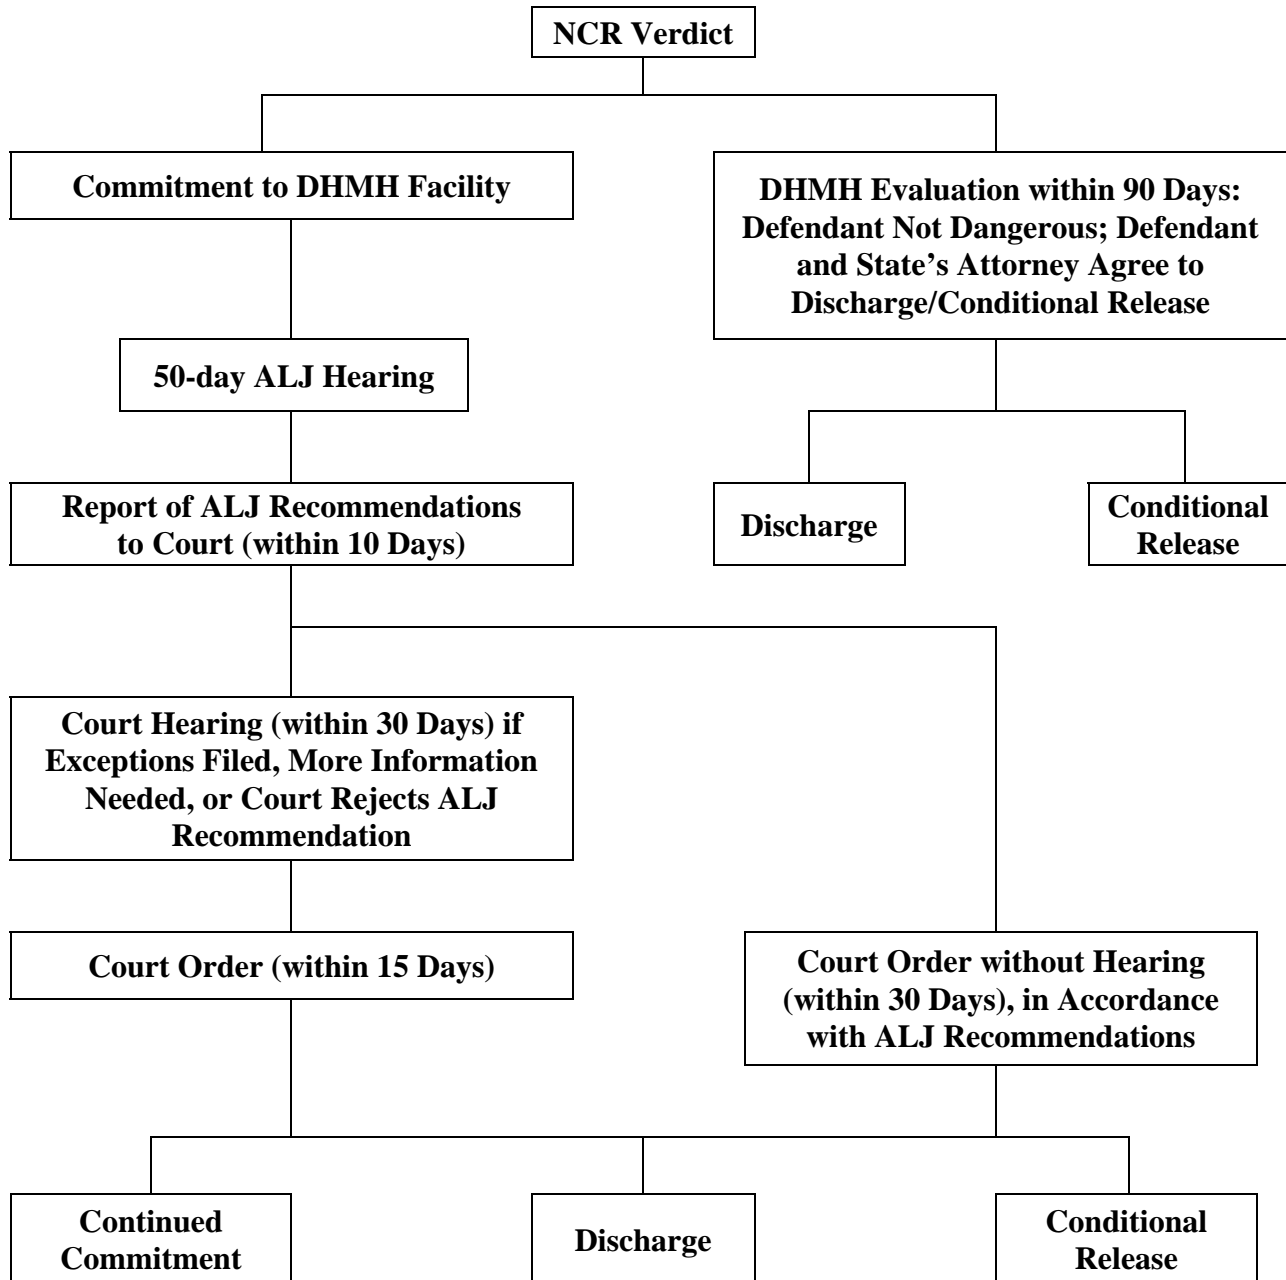 NCR Verdict
Commitment to DHMH Facility
DHMH Evaluation within 90 Days:
Defendant Not Dangerous; Defendant
and State’s Attorney Agree to
Discharge/Conditional Release
50-day ALJ Hearing
Report of ALJ Recommendations
to Court (within 10 Days)
Discharge
Conditional
Release
Court Hearing (within 30 Days) if
Exceptions Filed, More Information
Needed, or Court Rejects ALJ
Recommendation
Court Order (within 15 Days)
Court Order without Hearing
(within 30 Days), in Accordance
with ALJ Recommendations
Continued
Commitment
Discharge
Conditional
Release